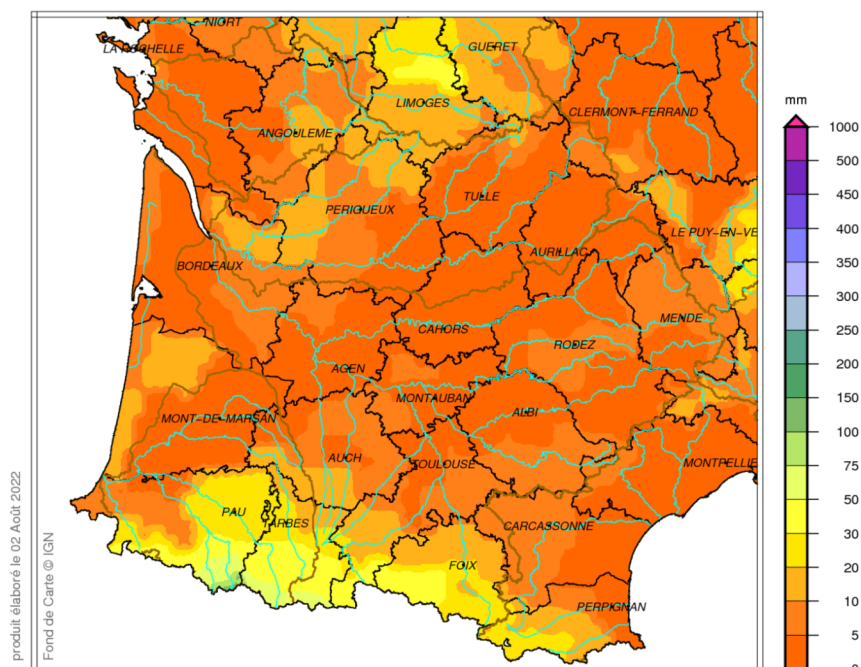 NIORT
LA ROCHELLE
GUERET
LIMOGES
CLERMONT-FERRAND
ANGOULEME
TULLE
PERIGUEUX
LE PUY-EN-VE
AURILLAC
BORDEAUX
MENDE
CAHORS
RODEZ
AGEN
MONTAUBAN
ALBI
MONT-DE-MARSAN
AUCH
TOULOUSE
MONTPELLIE
PAU
TARBES
CARCASSONNE
FOIX
PERPIGNAN
mm
1000
500
450
400
350
300
250
200
100
75
50
30
20
10
5
0
produit élaboré le 02 Août 2022
Fond de Carte © IGN